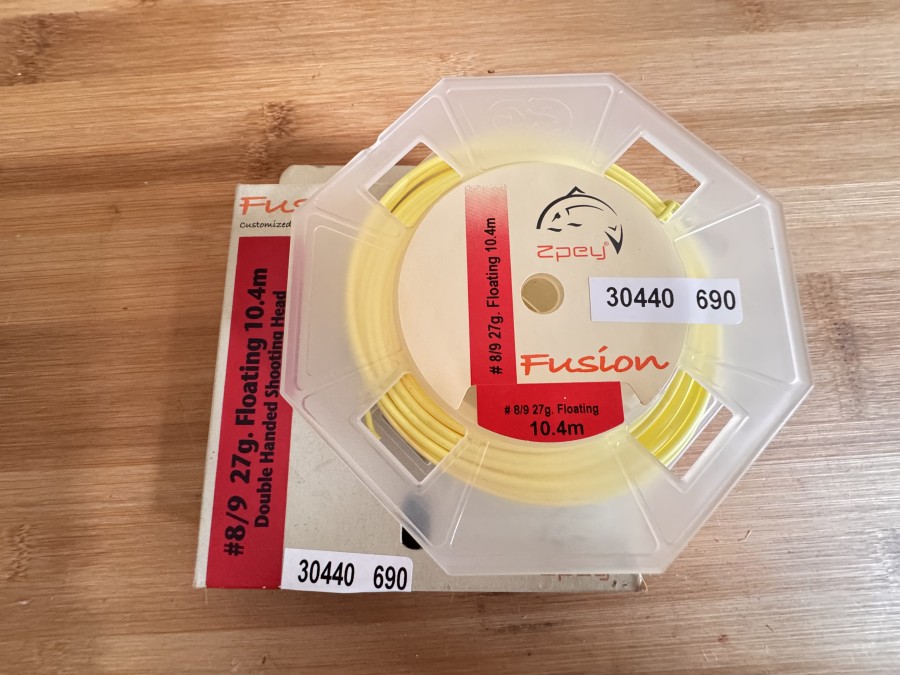 Fus
Customized
#8/9 27g. Floating 10.4m
Double Handed Shooting Head
30440 690
zpey
# 8/9 27g. Floating 10.4m
zpey®
30440 690
Fusion
# 8/9 27g. Floating
10.4m